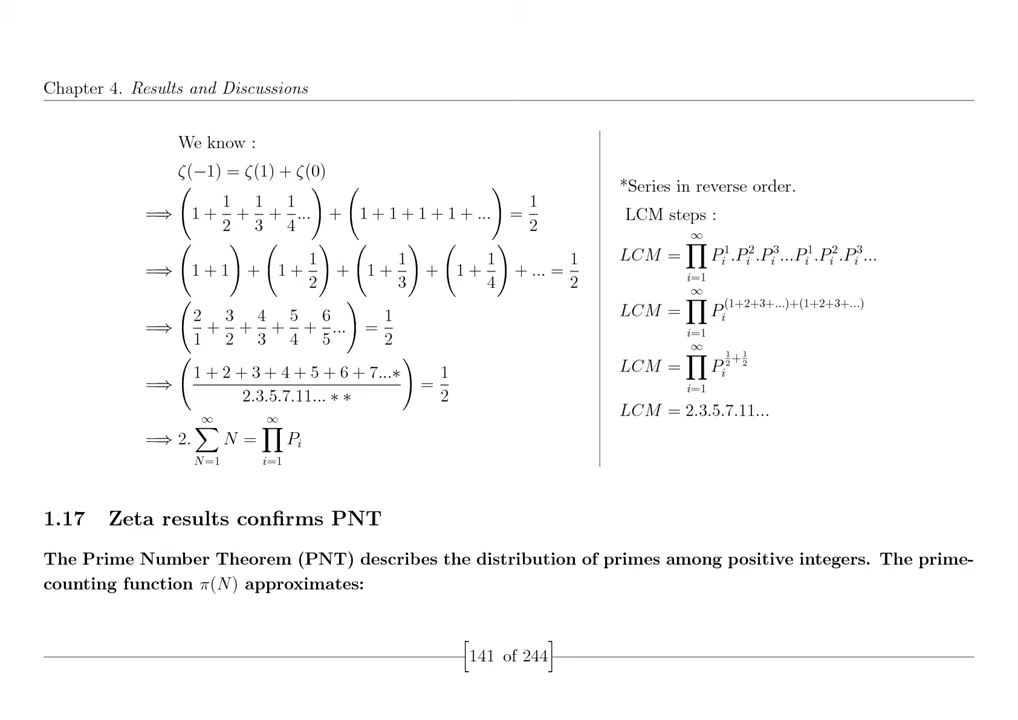 Chapter 4. Results and Discussions
We know :
ζ(−1) = ζ(1) + ζ(0)
⟹ (1 + 1/2 + 1/3 + 1/4...) + (1 + 1 + 1 + 1 + ...) = 1/2
⟹ (1 + 1) + (1 + 1/2) + (1 + 1/3) + (1 + 1/4) + ... = 1/2
⟹ (2/1 + 3/2 + 4/3 + 5/4 + 6/5...) = 1/2
⟹ (1 + 2 + 3 + 4 + 5 + 6 + 7...∗ / 2.3.5.7.11... ∗ ∗) = 1/2
⟹ 2. ∑_{N=1}^{∞} N = ∏_{i=1}^{∞} P_i
*Series in reverse order.
LCM steps :
LCM = ∏_{i=1}^{∞} P_i^1.P_i^2.P_i^3...P_i^1.P_i^2.P_i^3...
LCM = ∏_{i=1}^{∞} P_i^{(1+2+3+...)+(1+2+3+...)}
LCM = ∏_{i=1}^{∞} P_i^{1/2+1/2}
LCM = 2.3.5.7.11...
1.17 Zeta results confirms PNT
The Prime Number Theorem (PNT) describes the distribution of primes among positive integers. The prime-
counting function π(N) approximates:
[141 of 244]